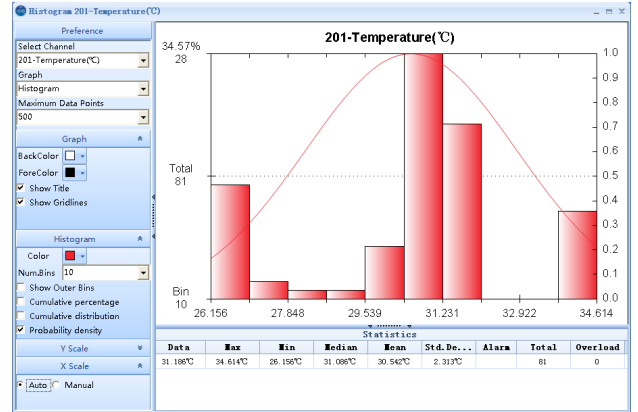 Histogram 201-Temperature(℃)
Preference
Select Channel
201-Temperature(℃)
Graph
Histogram
Maximum Data Points
500
Graph
BackColor
ForeColor
Show Title
Show Gridlines
Histogram
Color
Num.Bins 10
Show Outer Bins
Cumulative percentage
Cumulative distribution
Probability density
Y Scale
X Scale
Auto Manual
201-Temperature(℃)
34.57%
28
Total
81
Bin
10
1.0
0.9
0.8
0.7
0.6
0.5
0.4
0.3
0.2
0.1
0.0
26.156 27.848 29.539 31.231 32.922 34.614
Statistics
Data Max Min Median Mean Std.De... Alarm Total Overload
31.186℃ 34.614℃ 26.156℃ 31.086℃ 30.542℃ 2.313℃ 81 0